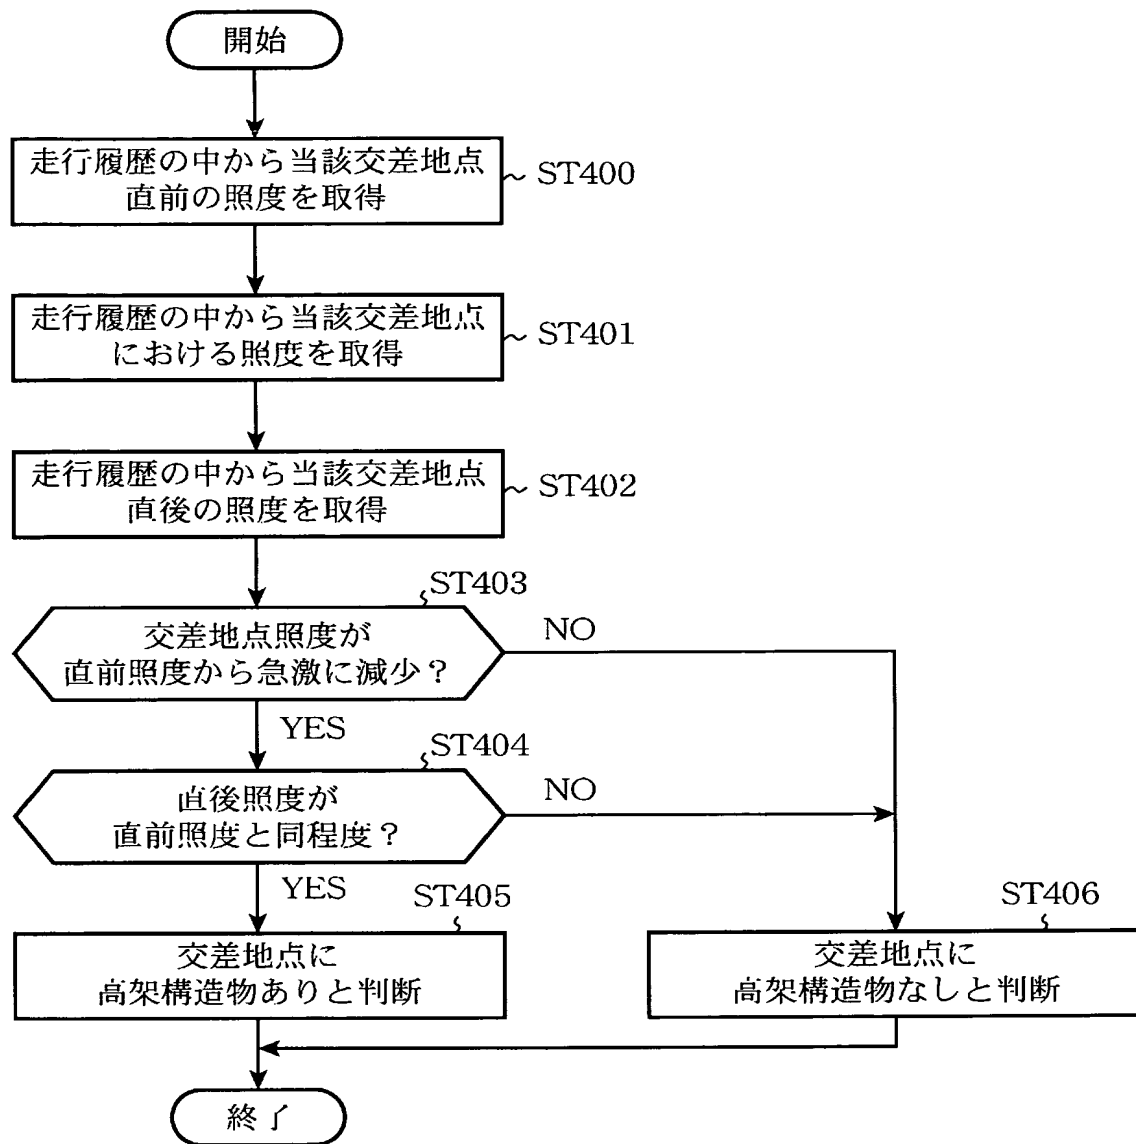 開始
走行履歴の中から当該交差地点
直前の照度を取得
ST400
走行履歴の中から当該交差地点
における照度を取得
ST401
走行履歴の中から当該交差地点
直後の照度を取得
ST402
ST403
交差地点照度が
直前照度から急激に減少？
NO
YES
ST404
直後照度が
直前照度と同程度？
NO
YES
ST405
交差地点に
高架構造物ありと判断
ST406
交差地点に
高架構造物なしと判断
終了